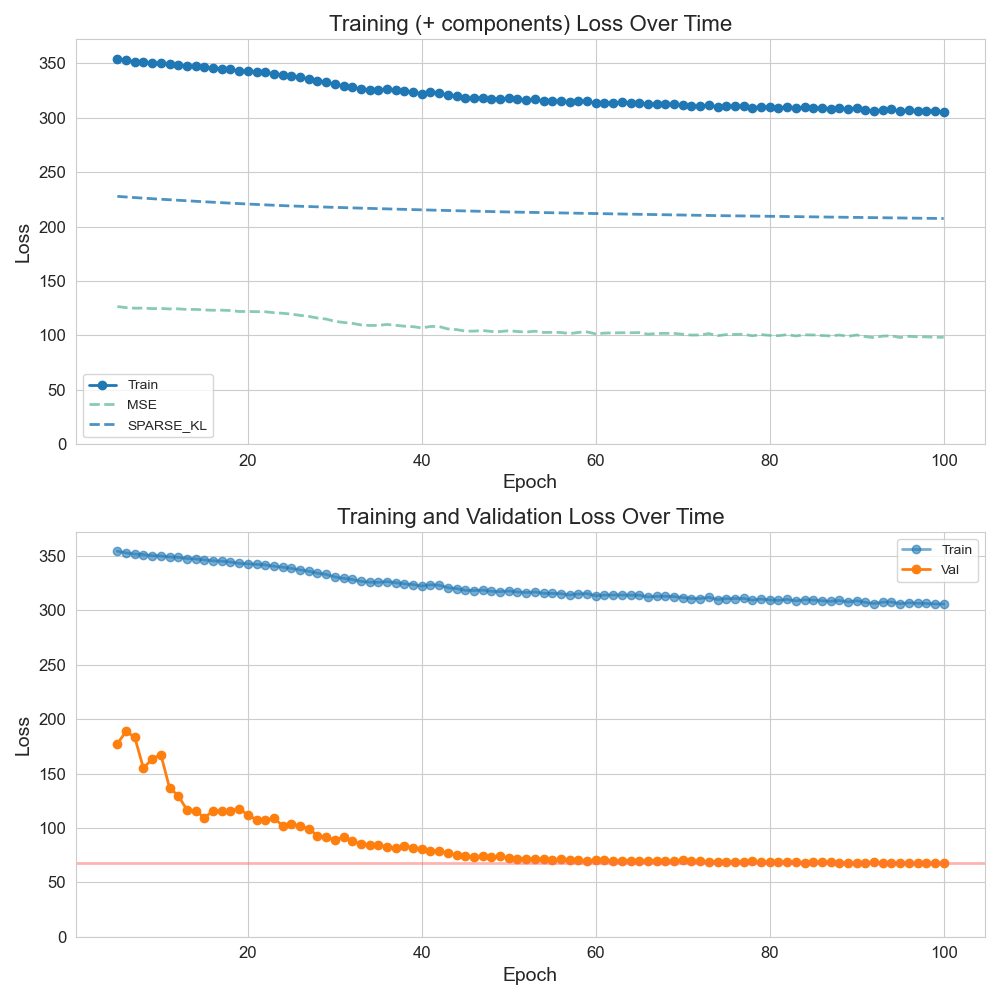 Training (+ components) Loss Over Time
Loss
350
300
250
200
150
100
50
0
Train
MSE
SPARSE_KL
20 40 60 80 100
Epoch
Training and Validation Loss Over Time
Loss
350
300
250
200
150
100
50
0
Train
Val
20 40 60 80 100
Epoch